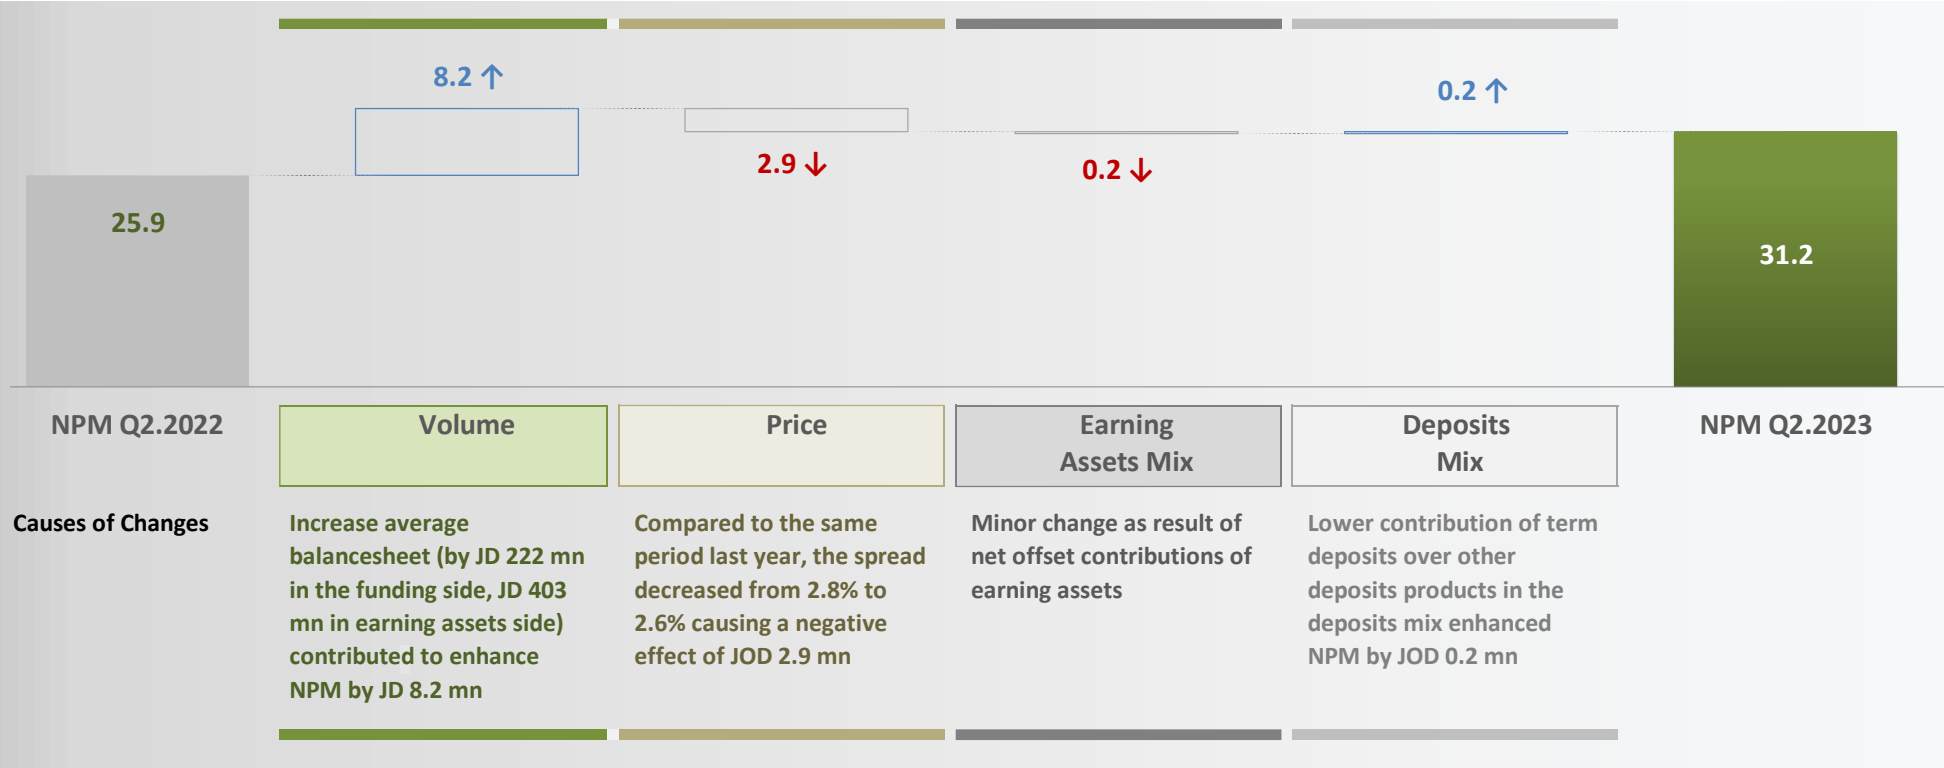 8.2 ↑
2.9 ↓
0.2 ↓
0.2 ↑
25.9
31.2
NPM Q2.2022
Volume
Price
Earning
Assets Mix
Deposits
Mix
NPM Q2.2023
Causes of Changes
Increase average
balancesheet (by JD 222 mn
in the funding side, JD 403
mn in earning assets side)
contributed to enhance
NPM by JD 8.2 mn
Compared to the same
period last year, the spread
decreased from 2.8% to
2.6% causing a negative
effect of JOD 2.9 mn
Minor change as result of
net offset contributions of
earning assets
Lower contribution of term
deposits over other
deposits products in the
deposits mix enhanced
NPM by JOD 0.2 mn